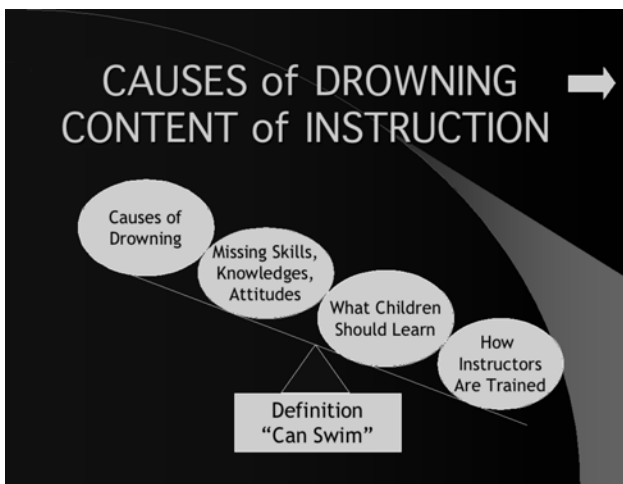 CAUSES of DROWNING
CONTENT of INSTRUCTION
Causes of
Drowning
Missing Skills,
Knowledges,
Attitudes
What Children
Should Learn
How
Instructors
Are Trained
Definition
“Can Swim”